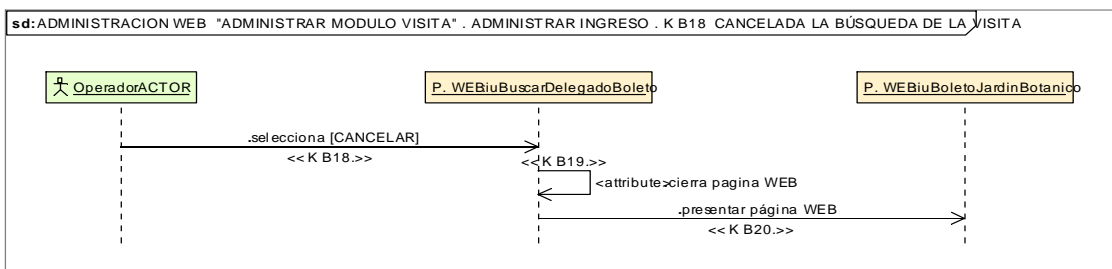 sd:ADMINISTRACION WEB "ADMINISTRAR MODULO VISITA" . ADMINISTRAR INGRESO . K B18 CANCELADA LA BÚSQUEDA DE LA VISITA
OperadorACTOR
P. WEBiuBuscarDelegadoBoleto
P. WEBiuBoletoJardinBotanico
.selecciona [CANCELAR]
<< K B18.>>
<< K B19.>>
<attribute>cierra pagina WEB
.presentar página WEB
<< K B20.>>